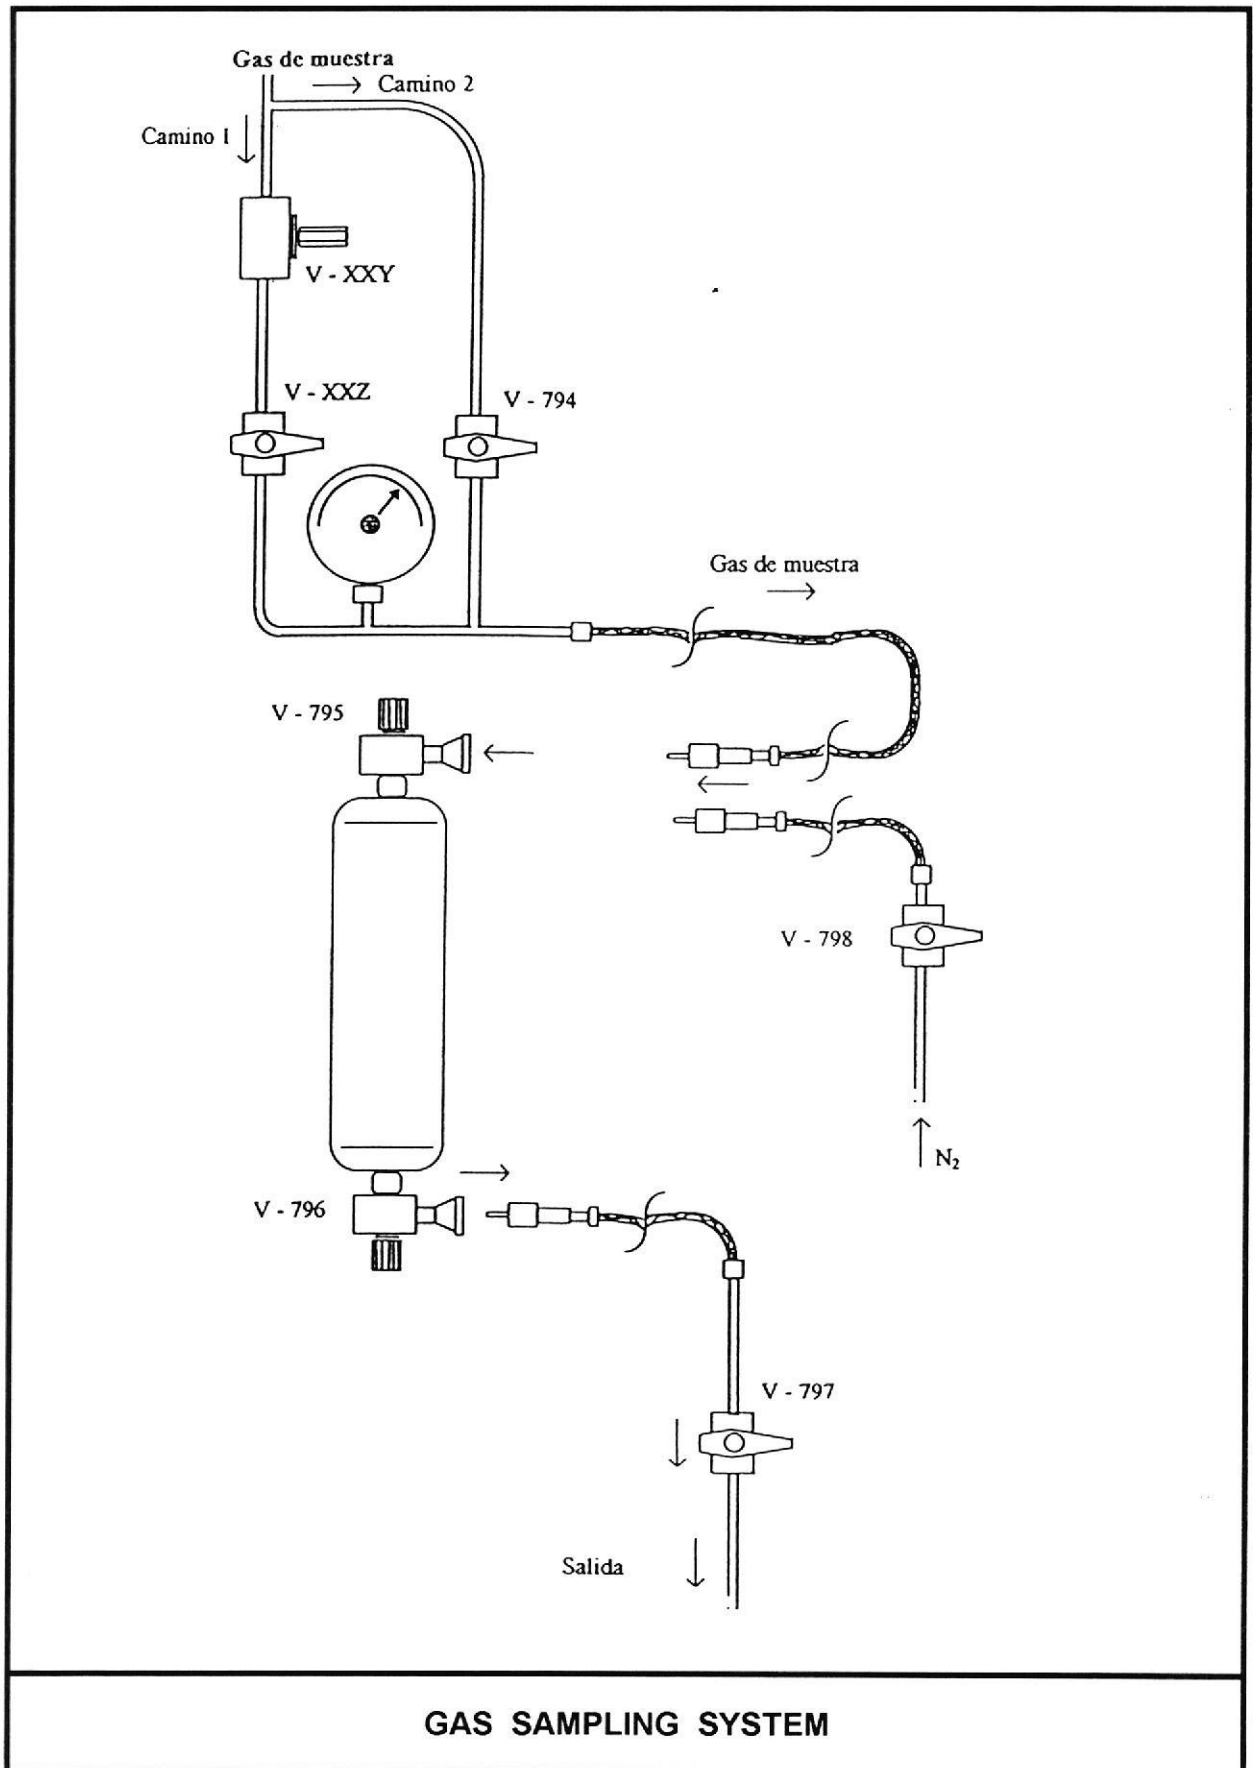 Gas de muestra
Camino 2
Camino 1
V - XXY
V - XXZ
V - 794
Gas de muestra
V - 795
V - 798
N₂
V - 796
V - 797
Salida
GAS SAMPLING SYSTEM